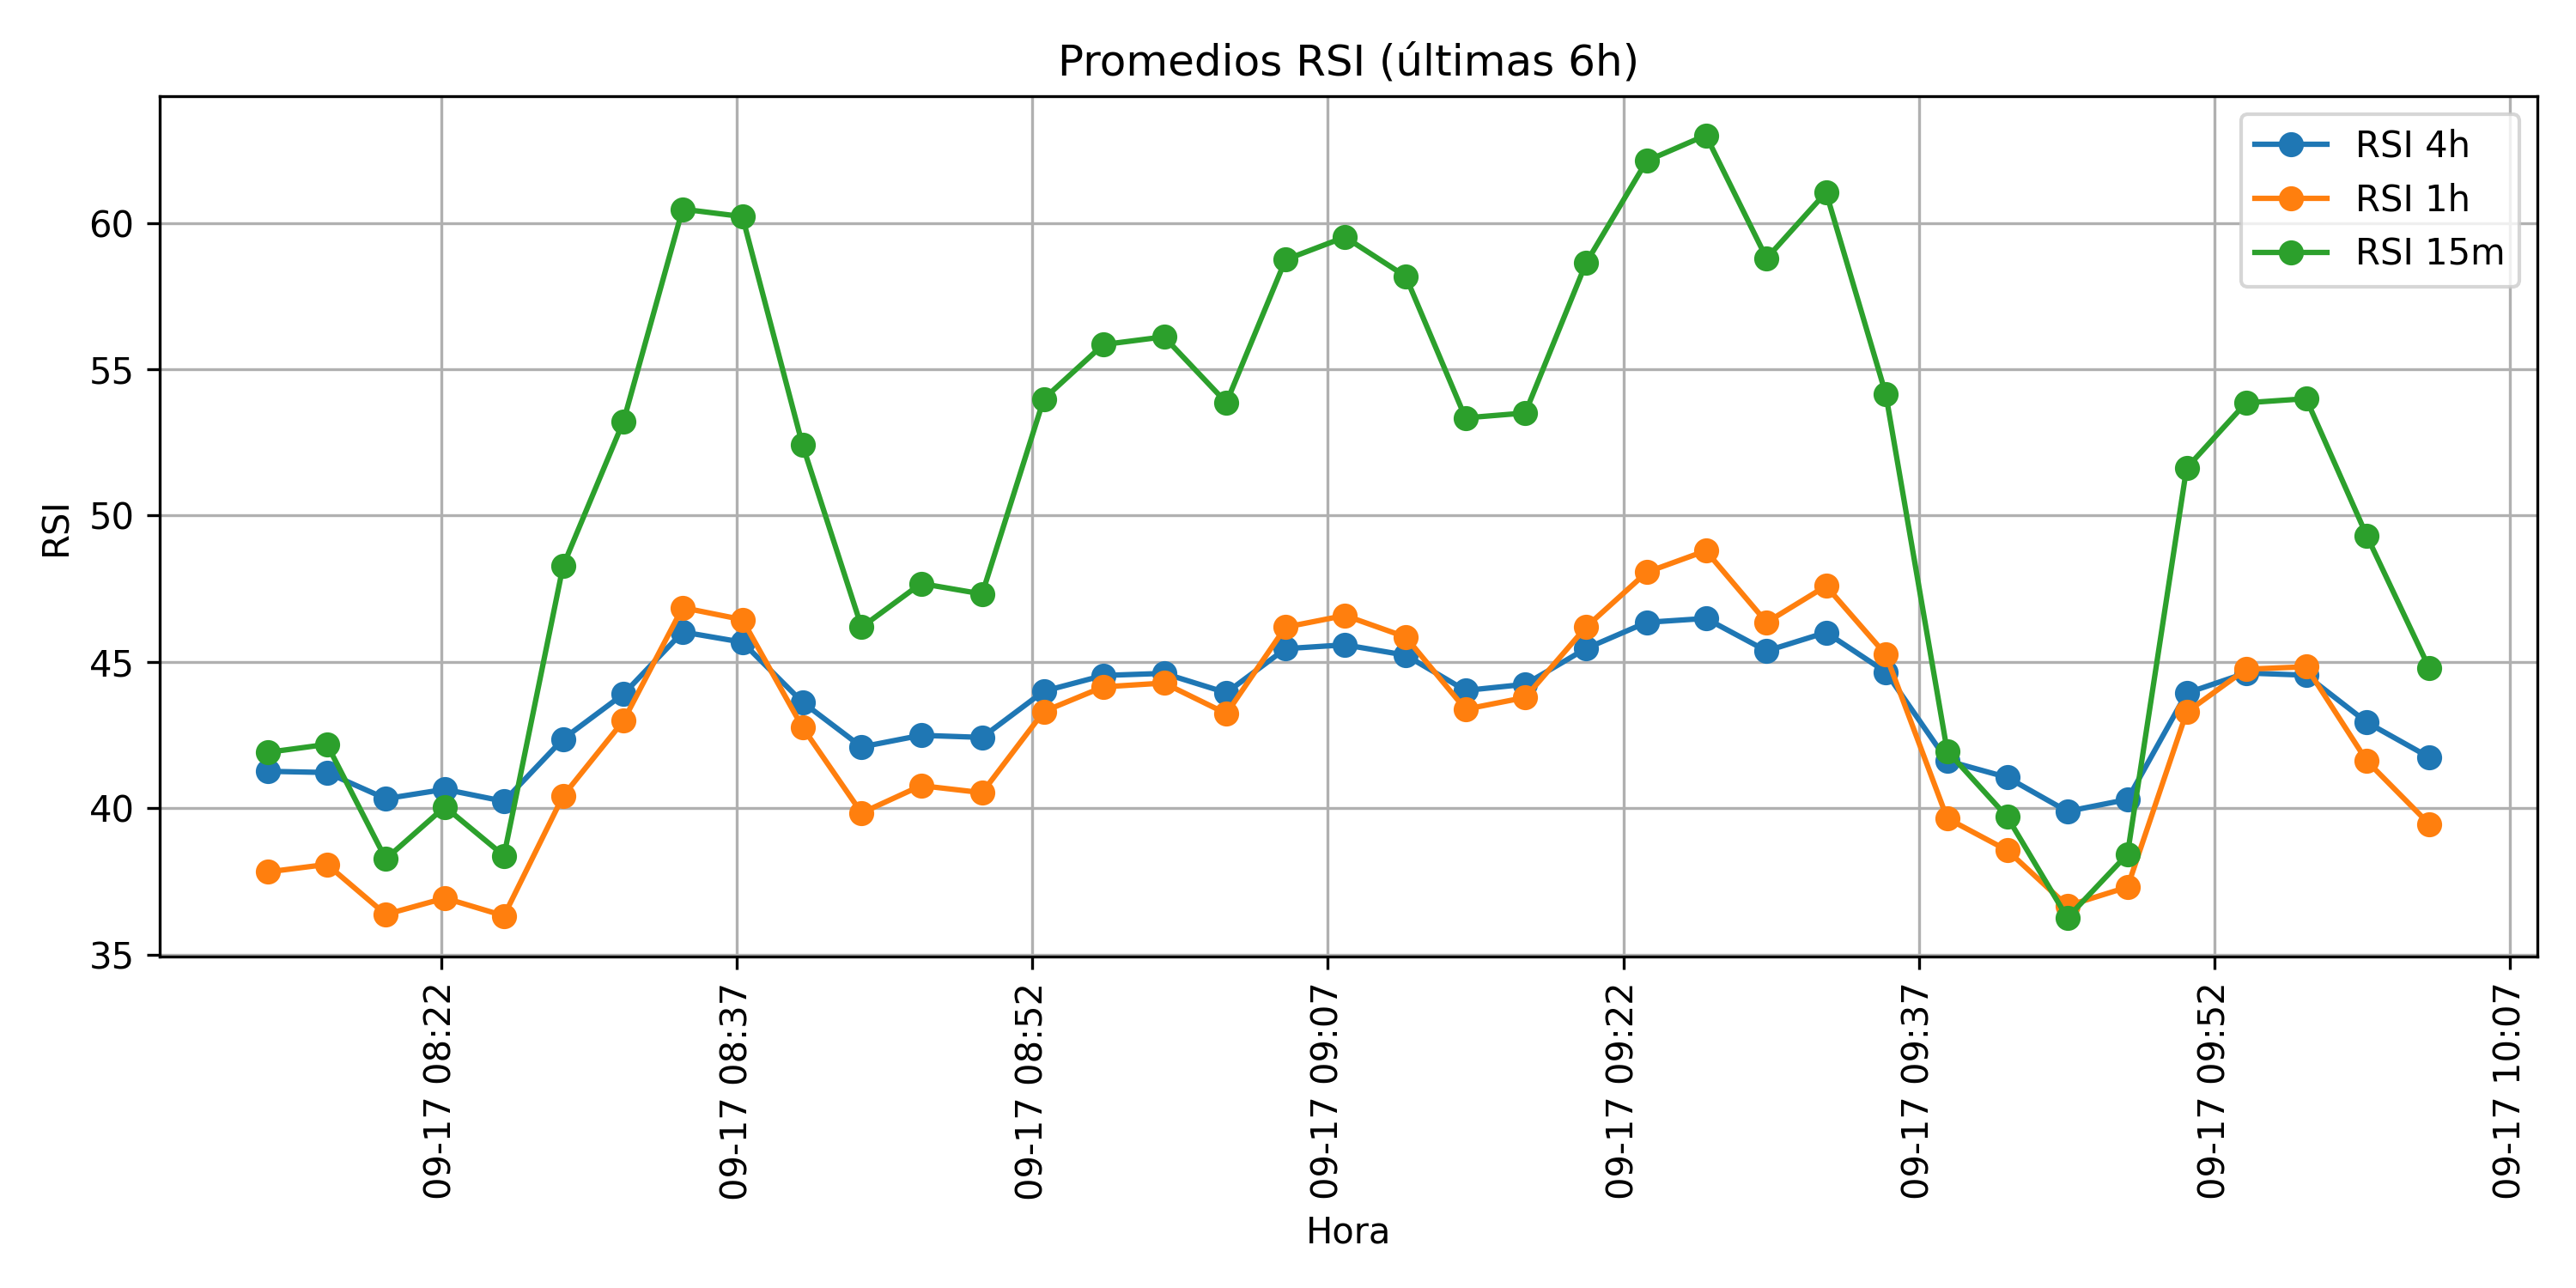 Promedios RSI (últimas 6h)
RSI 4h
RSI 1h
RSI 15m
RSI
60
55
50
45
40
35
09-17 08:22
09-17 08:37
09-17 08:52
09-17 09:07
09-17 09:22
09-17 09:37
09-17 09:52
09-17 10:07
Hora